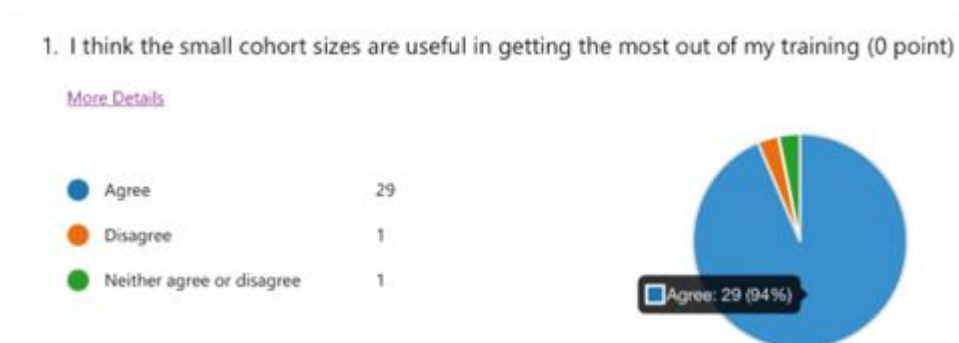 1. I think the small cohort sizes are useful in getting the most out of my training (0 point)
More Details
Agree 29
Disagree 1
Neither agree or disagree 1
Agree: 29 (94%)